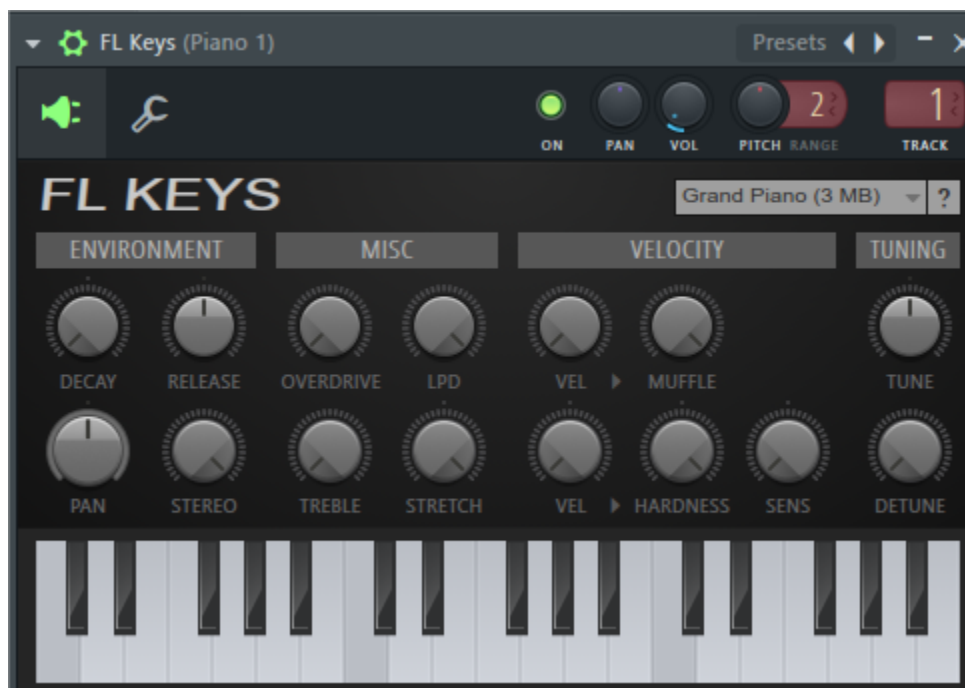 FL Keys (Piano 1) Presets
2 1
ON PAN VOL PITCH RANGE TRACK
FL KEYS
Grand Piano (3 MB) ?
ENVIRONMENT MISC VELOCITY TUNING
DECAY RELEASE OVERDRIVE LPD VEL MUFFLE TUNE
PAN STEREO TREBLE STRETCH VEL HARDNESS SENS DETUNE